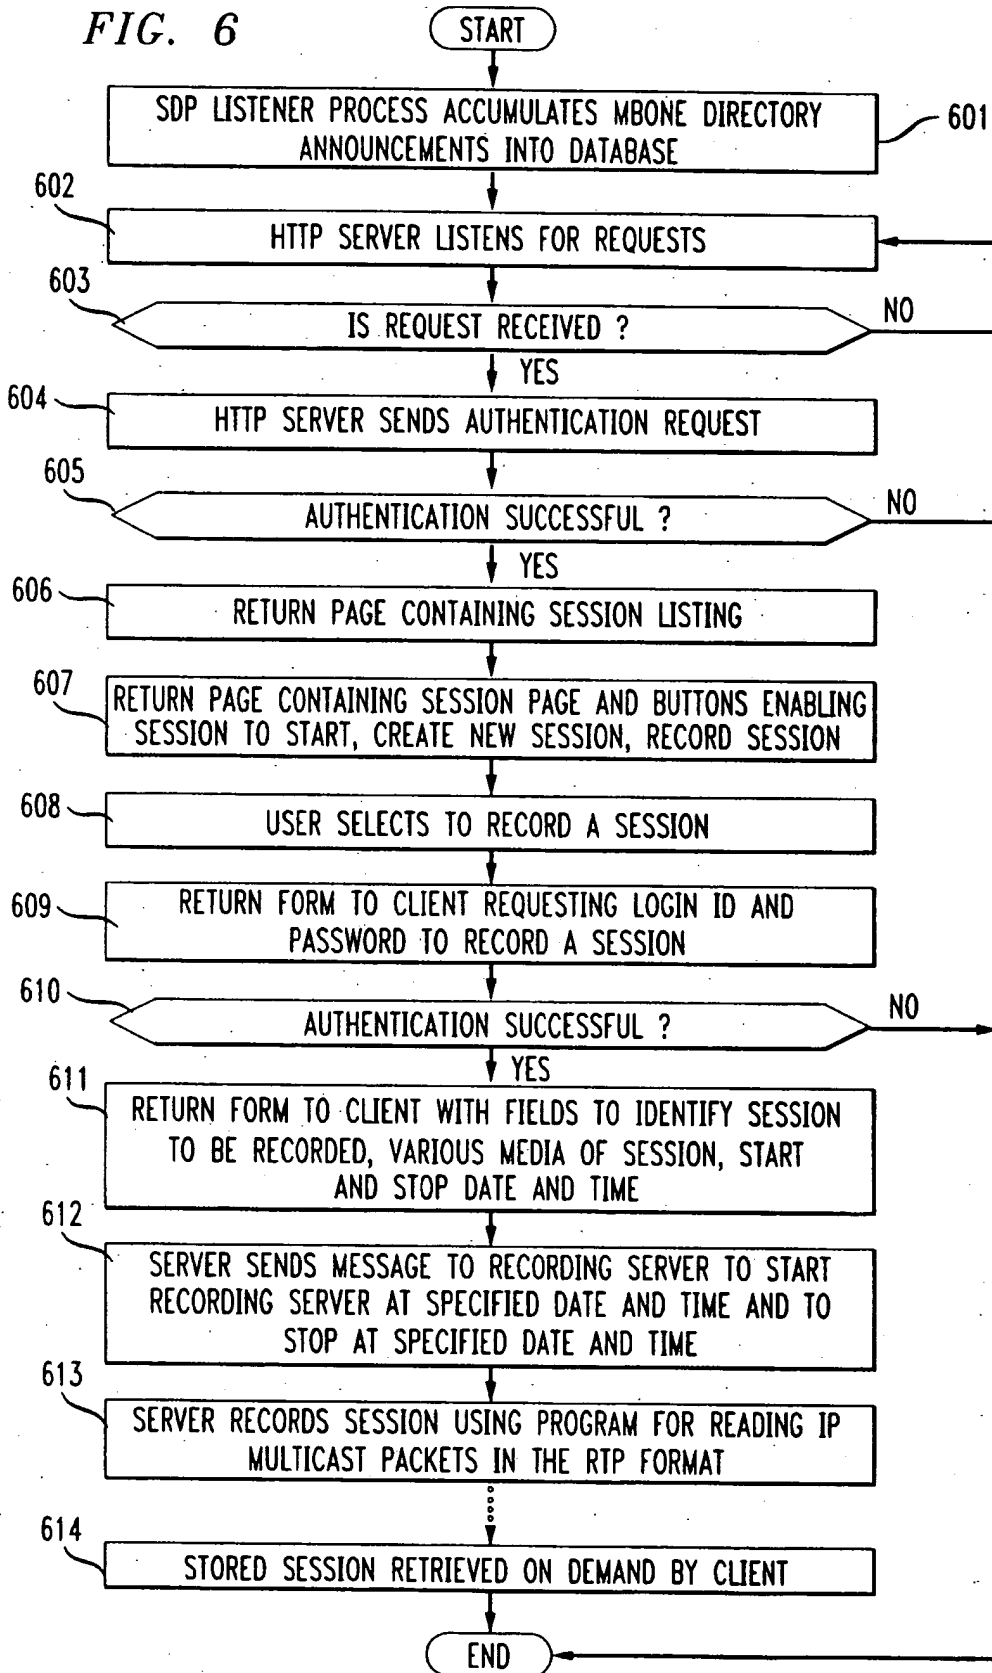 FIG. 6
START
SDP LISTENER PROCESS ACCUMULATES MBONE DIRECTORY
ANNOUNCEMENTS INTO DATABASE
601
602
HTTP SERVER LISTENS FOR REQUESTS
603
IS REQUEST RECEIVED ?
NO
YES
604
HTTP SERVER SENDS AUTHENTICATION REQUEST
605
AUTHENTICATION SUCCESSFUL ?
NO
YES
606
RETURN PAGE CONTAINING SESSION LISTING
607
RETURN PAGE CONTAINING SESSION PAGE AND BUTTONS ENABLING
SESSION TO START, CREATE NEW SESSION, RECORD SESSION
608
USER SELECTS TO RECORD A SESSION
609
RETURN FORM TO CLIENT REQUESTING LOGIN ID AND
PASSWORD TO RECORD A SESSION
610
AUTHENTICATION SUCCESSFUL ?
NO
YES
611
RETURN FORM TO CLIENT WITH FIELDS TO IDENTIFY SESSION
TO BE RECORDED, VARIOUS MEDIA OF SESSION, START
AND STOP DATE AND TIME
612
SERVER SENDS MESSAGE TO RECORDING SERVER TO START
RECORDING SERVER AT SPECIFIED DATE AND TIME AND TO
STOP AT SPECIFIED DATE AND TIME
613
SERVER RECORDS SESSION USING PROGRAM FOR READING IP
MULTICAST PACKETS IN THE RTP FORMAT
614
STORED SESSION RETRIEVED ON DEMAND BY CLIENT
END